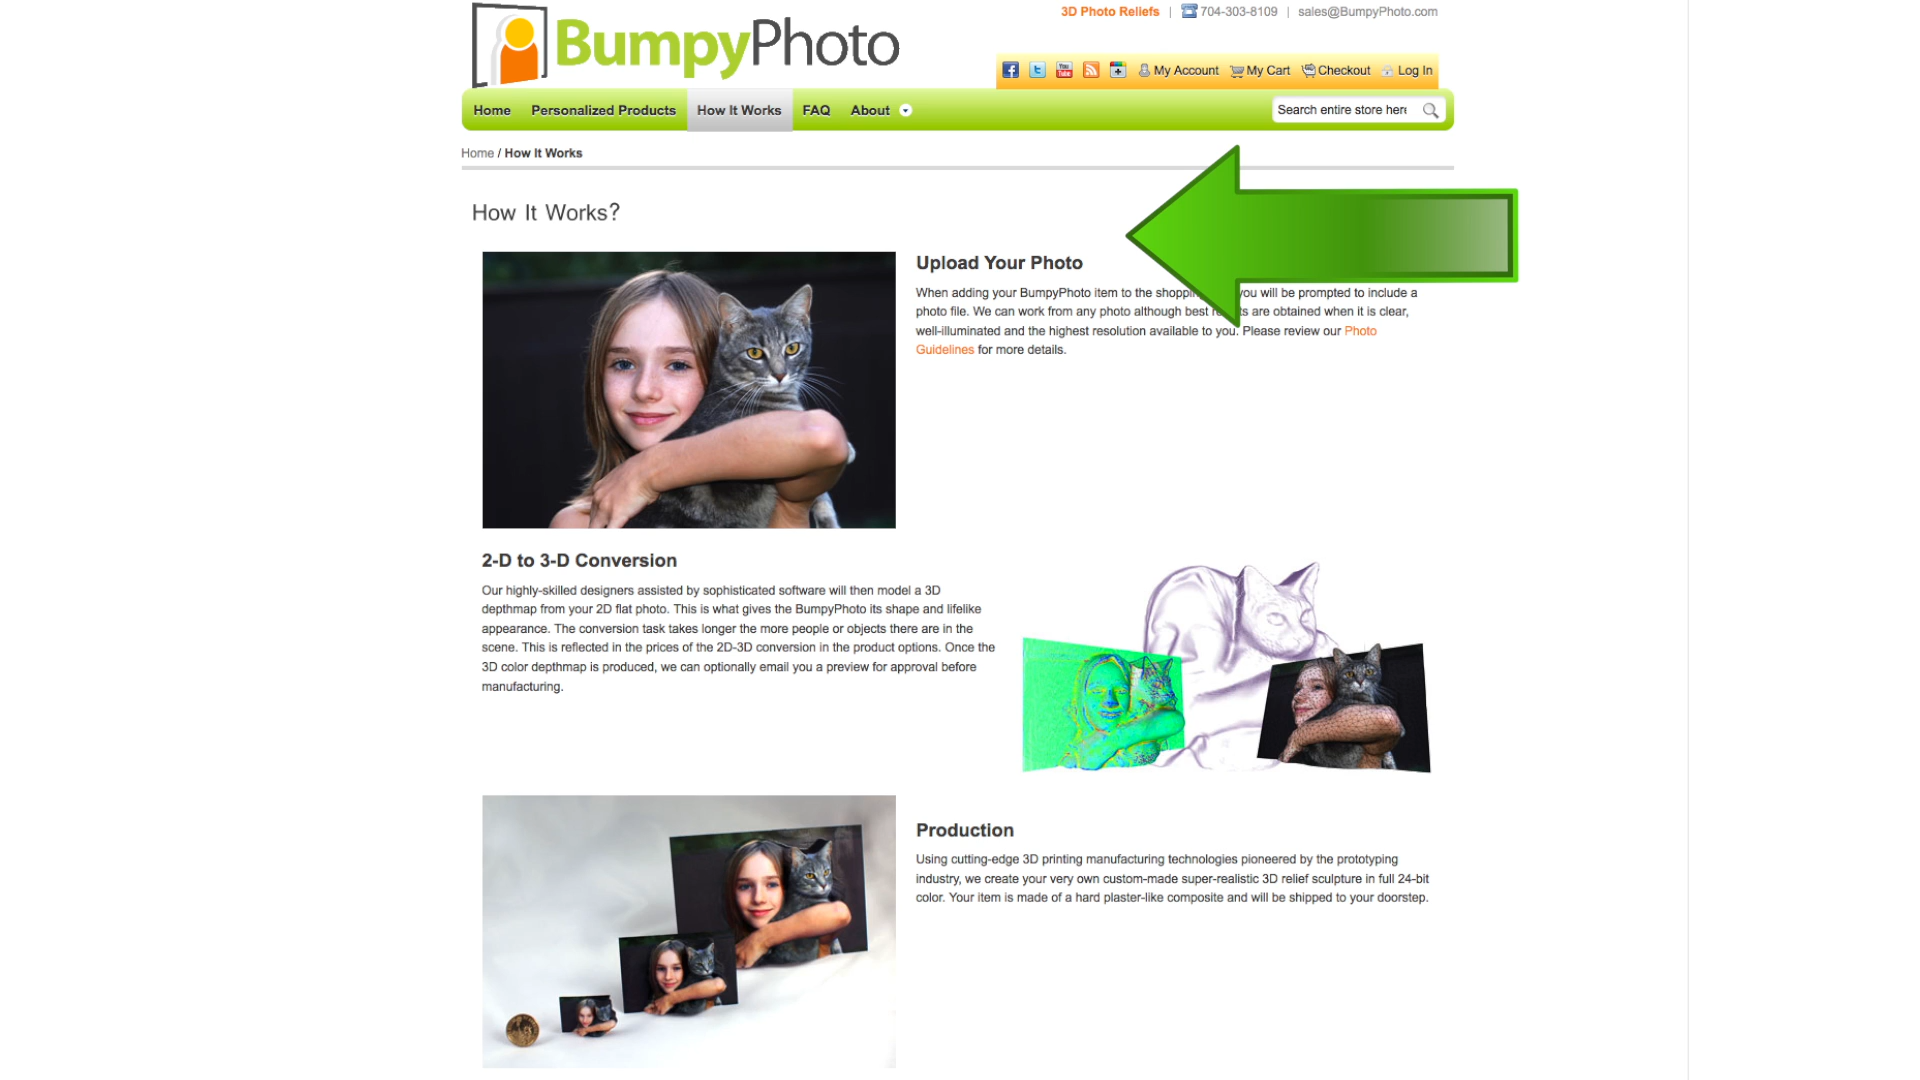 3D Photo Reliefs | 704-303-8109 | sales@BumpyPhoto.com
BumpyPhoto
My Account My Cart Checkout Log In
Home Personalized Products How It Works FAQ About Search entire store here
Home / How It Works
How It Works?
Upload Your Photo
When adding your BumpyPhoto item to the you will be prompted to include a
photo file. We can work from any photo although best are obtained when it is clear,
well-illuminated and the highest resolution available to you. Please review our Photo
Guidelines for more details.
2-D to 3-D Conversion
Our highly-skilled designers assisted by sophisticated software will then model a 3D
depthmap from your 2D flat photo. This is what gives the BumpyPhoto its shape and lifelike
appearance. The conversion task takes longer the more people or objects there are in the
scene. This is reflected in the prices of the 2D-3D conversion in the product options. Once the
3D color depthmap is produced, we can optionally email you a preview for approval before
manufacturing.
Production
Using cutting-edge 3D printing manufacturing technologies pioneered by the prototyping
industry, we create your very own custom-made super-realistic 3D relief sculpture in full 24-bit
color. Your item is made of a hard plaster-like composite and will be shipped to your doorstep.